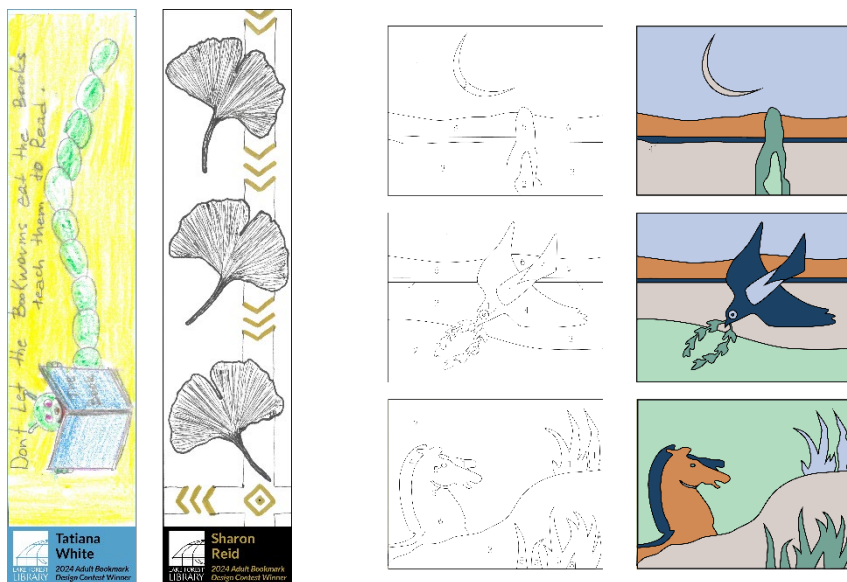 Don't Let the Bookworms eat the Books
teach them to Read.
Tatiana
White
LAKE FOREST
LIBRARY
2024 Adult Bookmark
Design Contest Winner
Sharon
Reid
LAKE FOREST
LIBRARY
2024 Adult Bookmark
Design Contest Winner